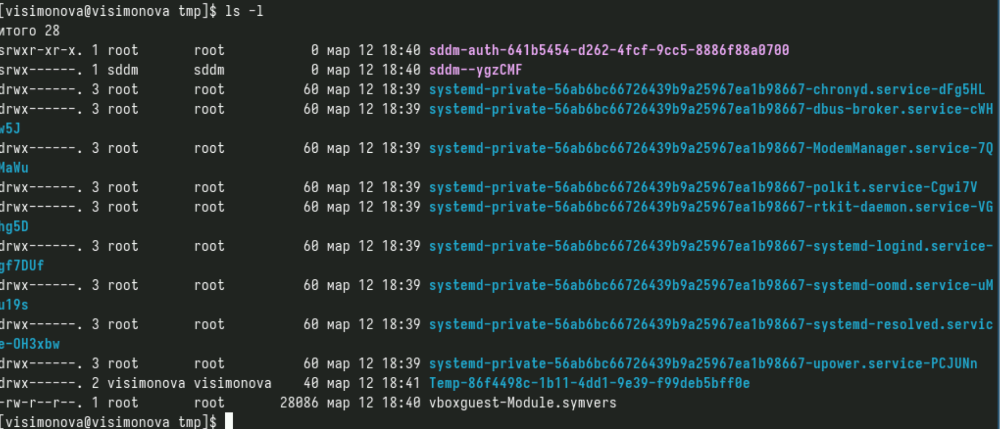 [visimonova@visimonova tmp]$ ls -l
итого 28
srwxr-xr-x. 1 root       root           0 мар 12 18:40 sddm-auth-641b5454-d262-4fcf-9cc5-8886f88a0700
srwx------. 1 sddm       sddm           0 мар 12 18:40 sddm--ygzCMF
drwx------. 3 root       root          60 мар 12 18:39 systemd-private-56ab6bc66726439b9a25967ea1b98667-chronyd.service-dFg5HL
drwx------. 3 root       root          60 мар 12 18:39 systemd-private-56ab6bc66726439b9a25967ea1b98667-dbus-broker.service-cWH
w5J
drwx------. 3 root       root          60 мар 12 18:39 systemd-private-56ab6bc66726439b9a25967ea1b98667-ModemManager.service-7Q
MaWu
drwx------. 3 root       root          60 мар 12 18:39 systemd-private-56ab6bc66726439b9a25967ea1b98667-polkit.service-Cgwi7V
drwx------. 3 root       root          60 мар 12 18:39 systemd-private-56ab6bc66726439b9a25967ea1b98667-rtkit-daemon.service-VG
hg5D
drwx------. 3 root       root          60 мар 12 18:39 systemd-private-56ab6bc66726439b9a25967ea1b98667-systemd-logind.service-
gf7DUf
drwx------. 3 root       root          60 мар 12 18:39 systemd-private-56ab6bc66726439b9a25967ea1b98667-systemd-oomd.service-uM
u19s
drwx------. 3 root       root          60 мар 12 18:39 systemd-private-56ab6bc66726439b9a25967ea1b98667-systemd-resolved.servic
e-OH3xbw
drwx------. 3 root       root          60 мар 12 18:39 systemd-private-56ab6bc66726439b9a25967ea1b98667-upower.service-PCJUNn
drwx------. 2 visimonova visimonova    40 мар 12 18:41 Temp-86f4498c-1b11-4dd1-9e39-f99deb5bff0e
-rw-r--r--. 1 root       root       28086 мар 12 18:40 vboxguest-Module.symvers
[visimonova@visimonova tmp]$